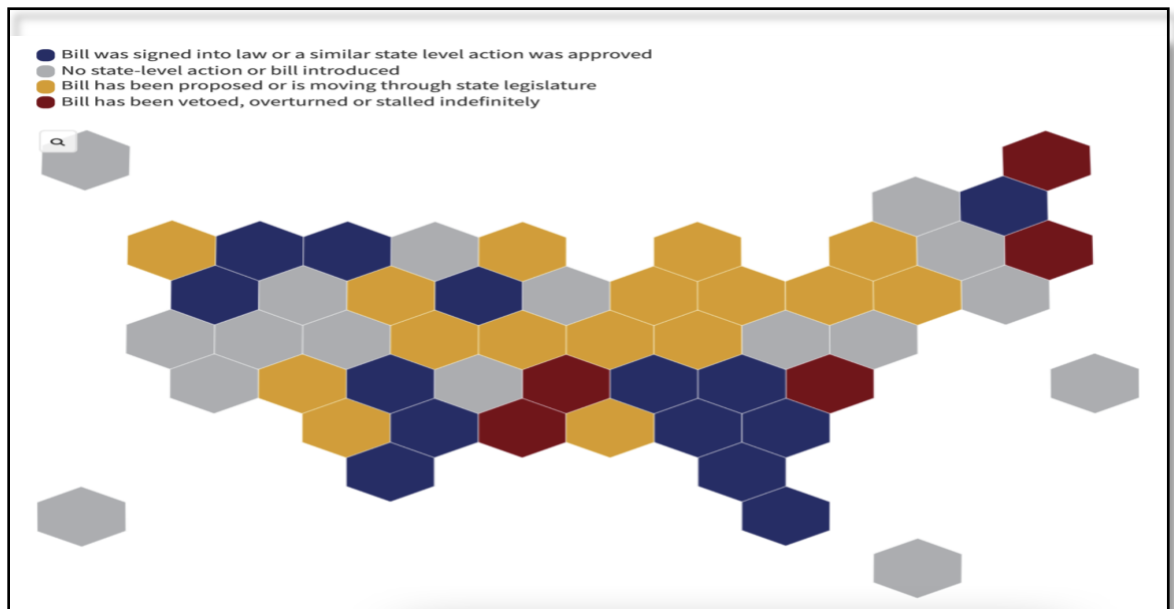 Bill was signed into law or a similar state level action was approved
No state-level action or bill introduced
Bill has been proposed or is moving through state legislature
Bill has been vetoed, overturned or stalled indefinitely